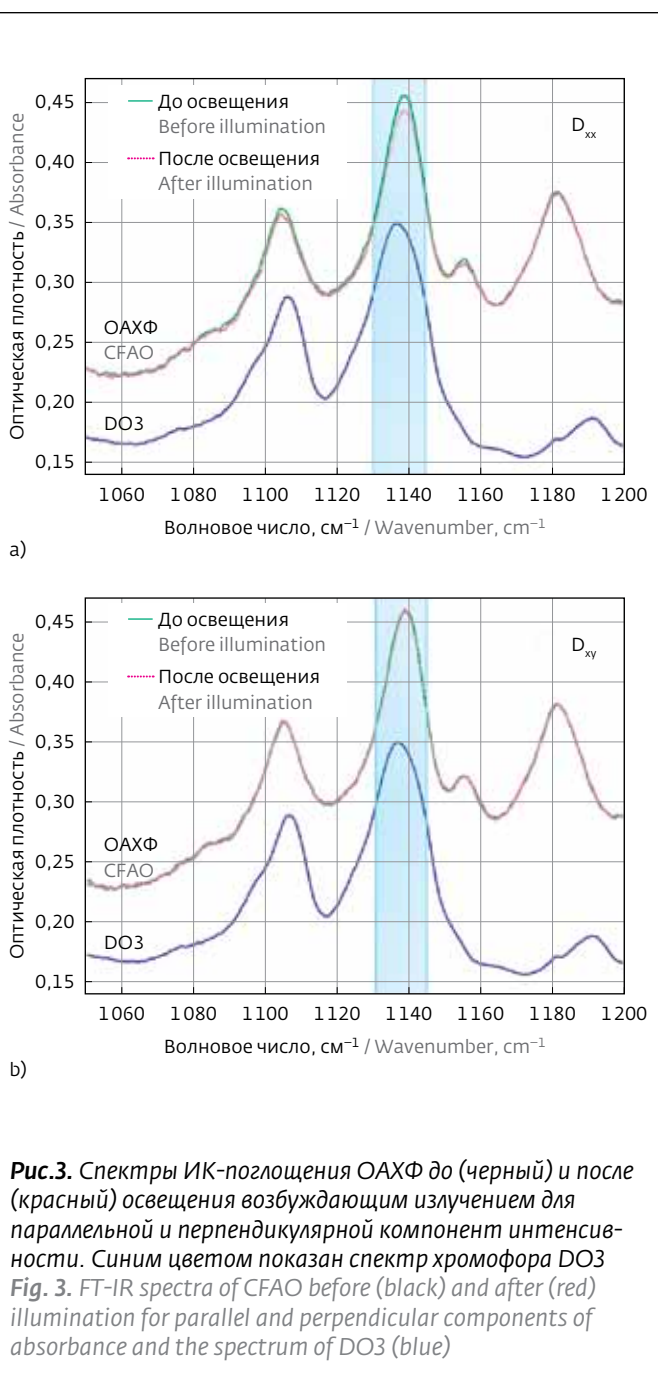 Оптическая плотность / Absorbance
0,45
0,40
0,35
0,30
0,25
0,20
0,15
До освещения
Before illumination
После освещения
After illumination
Dxx
ОАХФ
CFAO
DO3
1060 1080 1100 1120 1140 1160 1180 1200
Волновое число, см⁻¹ / Wavenumber, cm⁻¹
a)
Оптическая плотность / Absorbance
0,45
0,40
0,35
0,30
0,25
0,20
0,15
До освещения
Before illumination
После освещения
After illumination
Dxy
ОАХФ
CFAO
DO3
1060 1080 1100 1120 1140 1160 1180 1200
Волновое число, см⁻¹ / Wavenumber, cm⁻¹
b)
Рис.3. Спектры ИК-поглощения ОАХФ до (черный) и после
(красный) освещения возбуждающим излучением для
параллельной и перпендикулярной компонент интенсив-
ности. Синим цветом показан спектр хромофора DO3
Fig. 3. FT-IR spectra of CFAO before (black) and after (red)
illumination for parallel and perpendicular components of
absorbance and the spectrum of DO3 (blue)